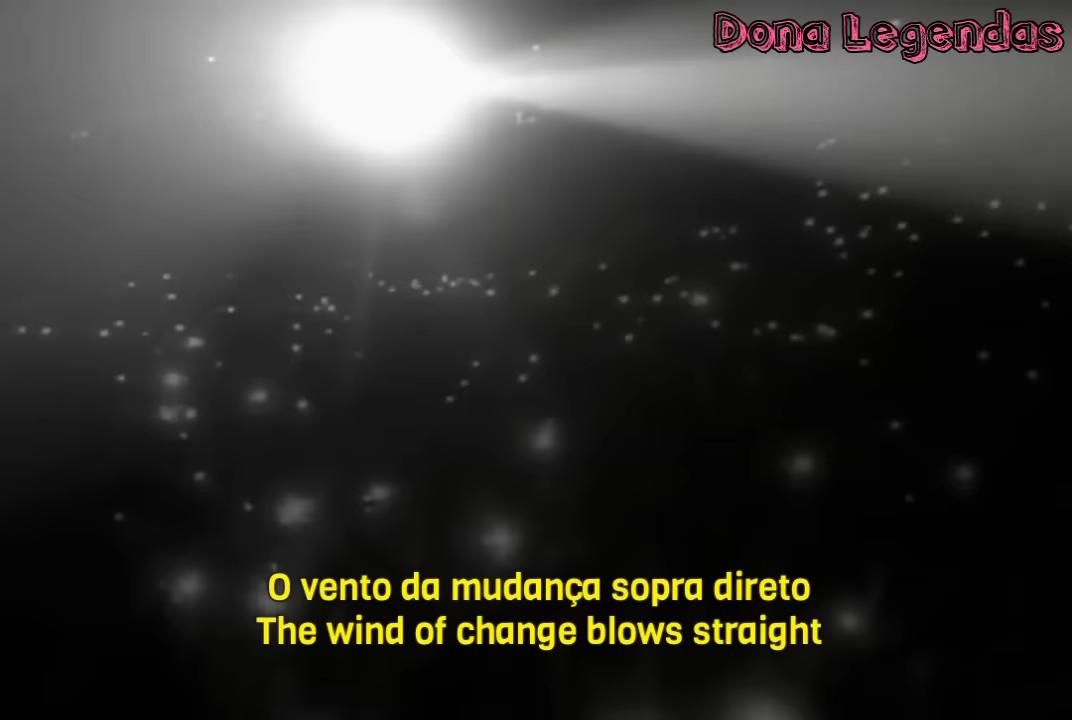 Dona Legendas
O vento da mudança sopra direto
The wind of change blows straight